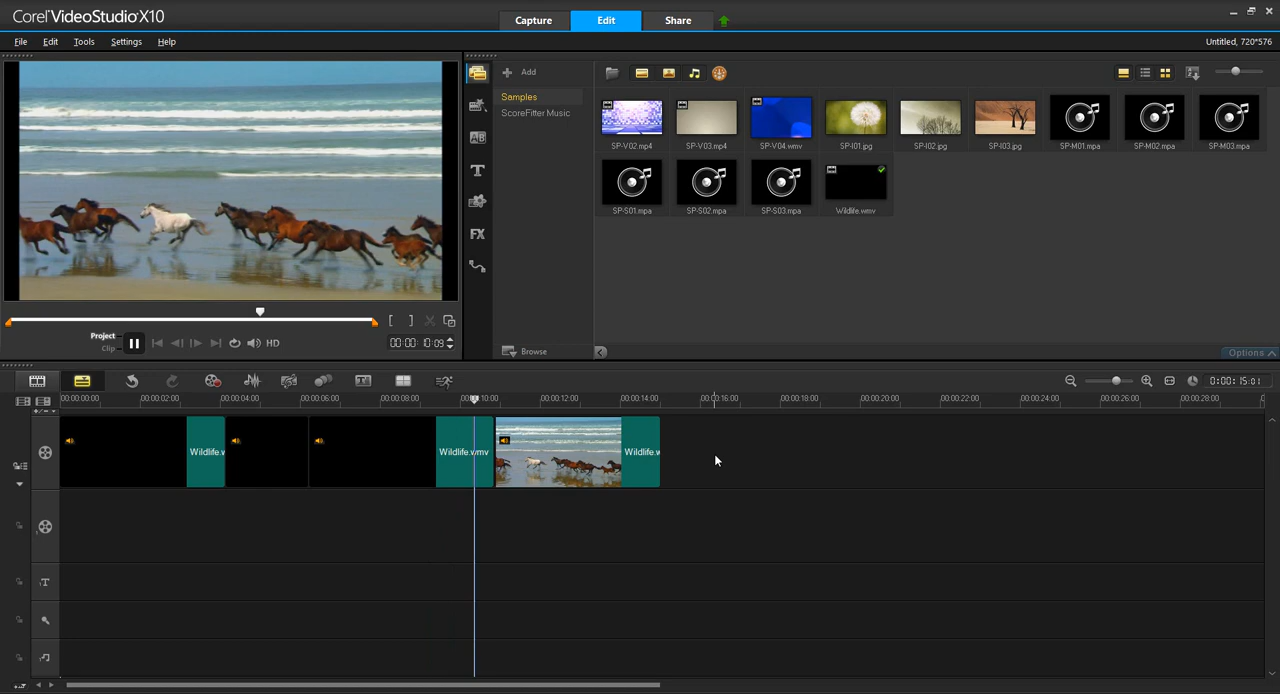 Corel VideoStudio X10
Capture
Edit
Share
File
Edit
Tools
Settings
Help
Untitled, 720*576
Add
Samples
ScoreFitter Music
SP-V02.mp4
SP-V03.mp4
SP-V04.wmv
SP-I01.jpg
SP-I02.jpg
SP-I03.jpg
SP-M01.mpa
SP-M02.mpa
SP-M03.mpa
SP-S01.mpa
SP-S02.mpa
SP-S03.mpa
Wildlife.wmv
AB
T
FX
Project
Clip
HD
00:00:10:09
Browse
Options
0:00:15:01
00:00:00:00
00:00:02:00
00:00:04:00
00:00:06:00
00:00:08:00
00:00:10:00
00:00:12:00
00:00:14:00
00:00:16:00
00:00:18:00
00:00:20:00
00:00:22:00
00:00:24:00
00:00:26:00
00:00:28:00
Wildlife.w
Wildlife.wmv
Wildlife.w